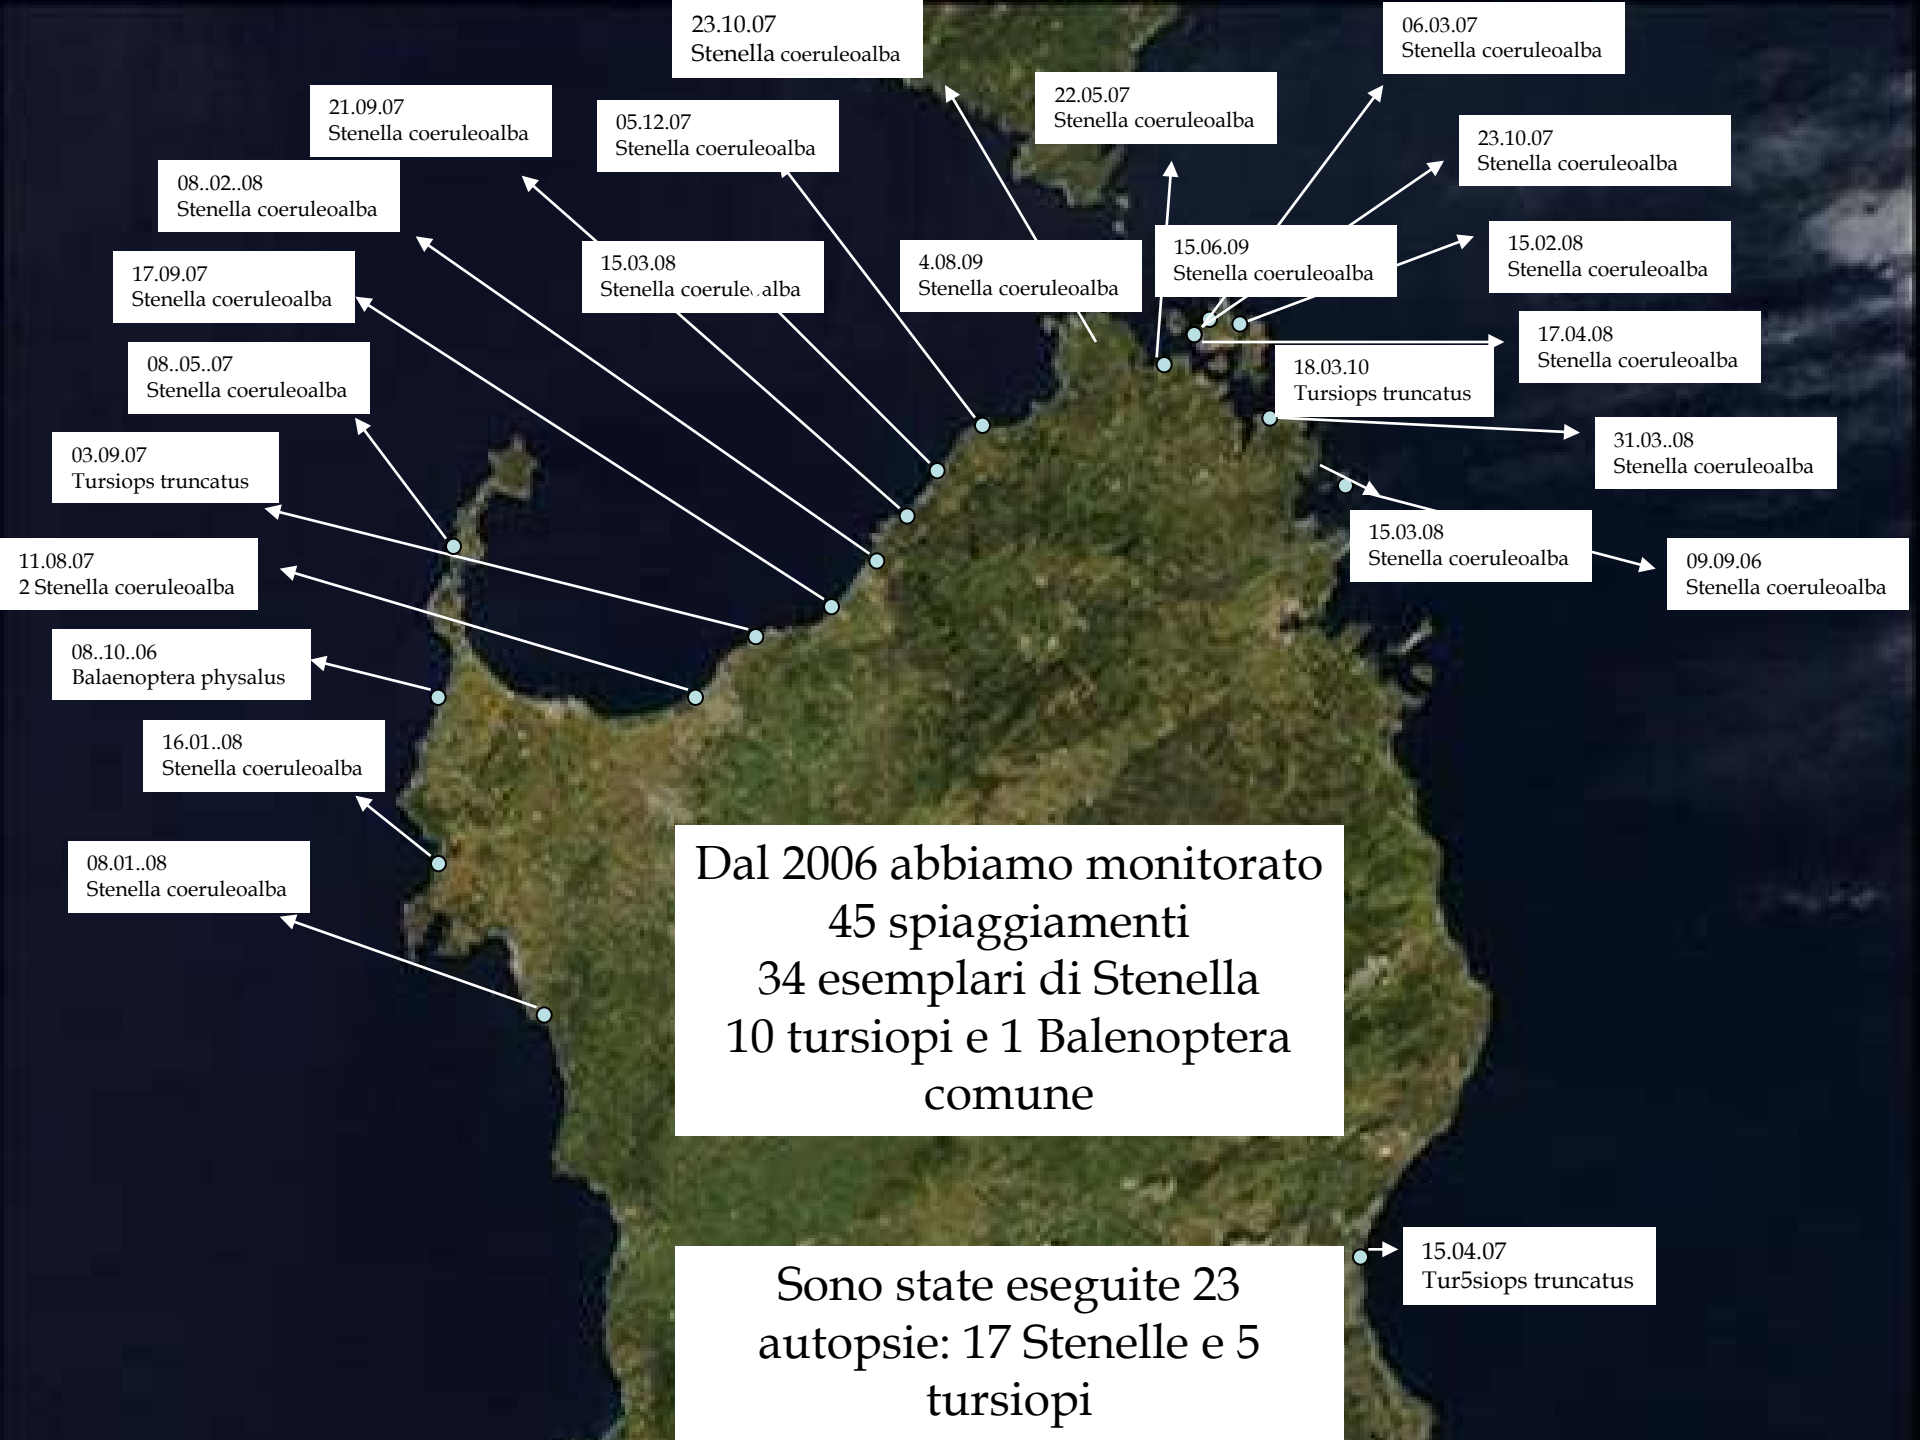 23.10.07
Stenella coeruleoalba
06.03.07
Stenella coeruleoalba
21.09.07
Stenella coeruleoalba
05.12.07
Stenella coeruleoalba
22.05.07
Stenella coeruleoalba
23.10.07
Stenella coeruleoalba
08..02..08
Stenella coeruleoalba
17.09.07
Stenella coeruleoalba
15.03.08
Stenella coeruleoalba
4.08.09
Stenella coeruleoalba
15.06.09
Stenella coeruleoalba
15.02.08
Stenella coeruleoalba
08..05..07
Stenella coeruleoalba
18.03.10
Tursiops truncatus
17.04.08
Stenella coeruleoalba
03.09.07
Tursiops truncatus
31.03..08
Stenella coeruleoalba
11.08.07
2 Stenella coeruleoalba
15.03.08
Stenella coeruleoalba
09.09.06
Stenella coeruleoalba
08..10..06
Balaenoptera physalus
16.01..08
Stenella coeruleoalba
08.01..08
Stenella coeruleoalba
Dal 2006 abbiamo monitorato
45 spiaggiamenti
34 esemplari di Stenella
10 tursiopi e 1 Balenoptera
comune
15.04.07
Tur5siops truncatus
Sono state eseguite 23
autopsie: 17 Stenelle e 5
tursiopi